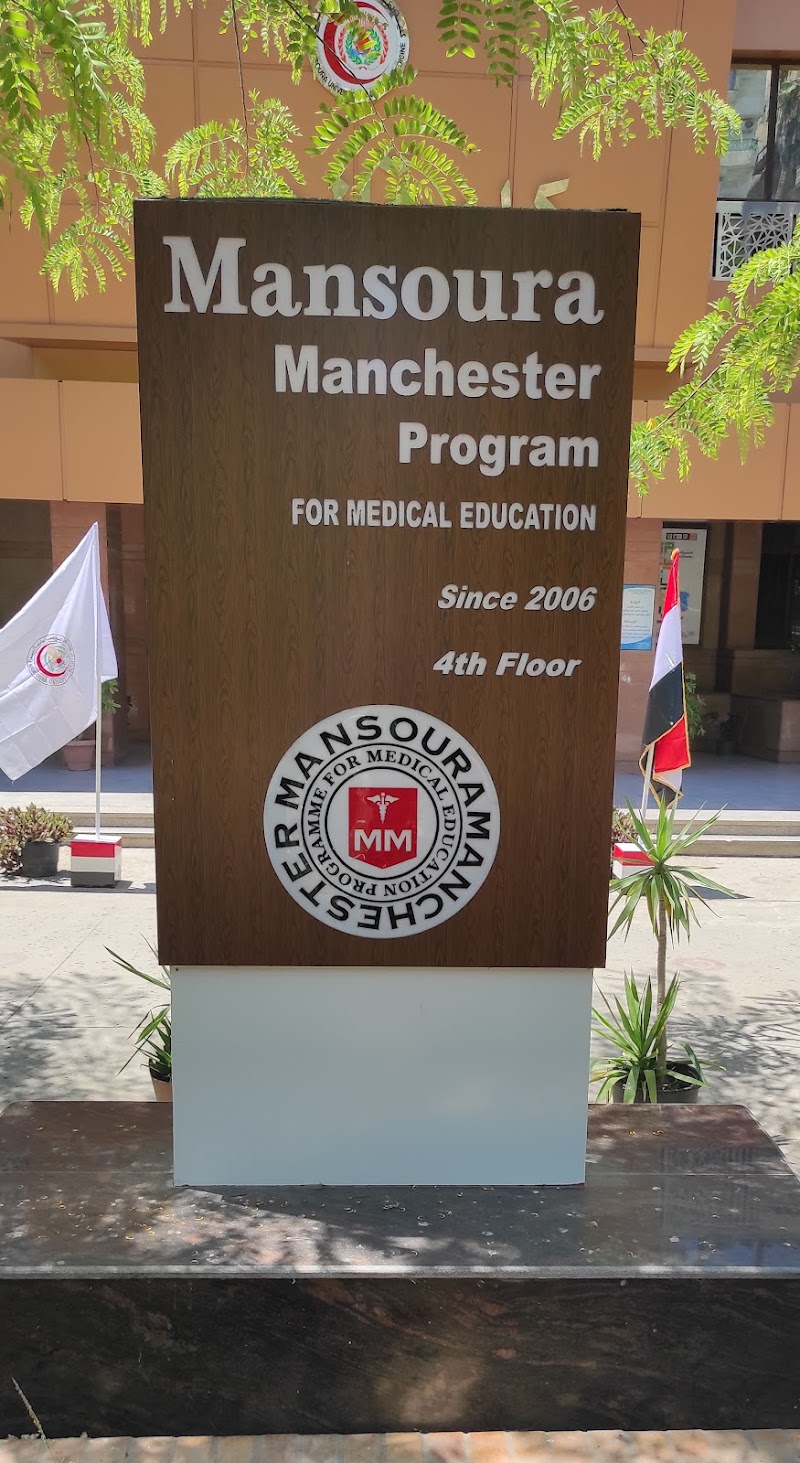 Mansoura
Manchester
Program
FOR MEDICAL EDUCATION
Since 2006
4th Floor
MANSOURA MANCHESTER
PROGRAMME FOR MEDICAL EDUCATION
MM